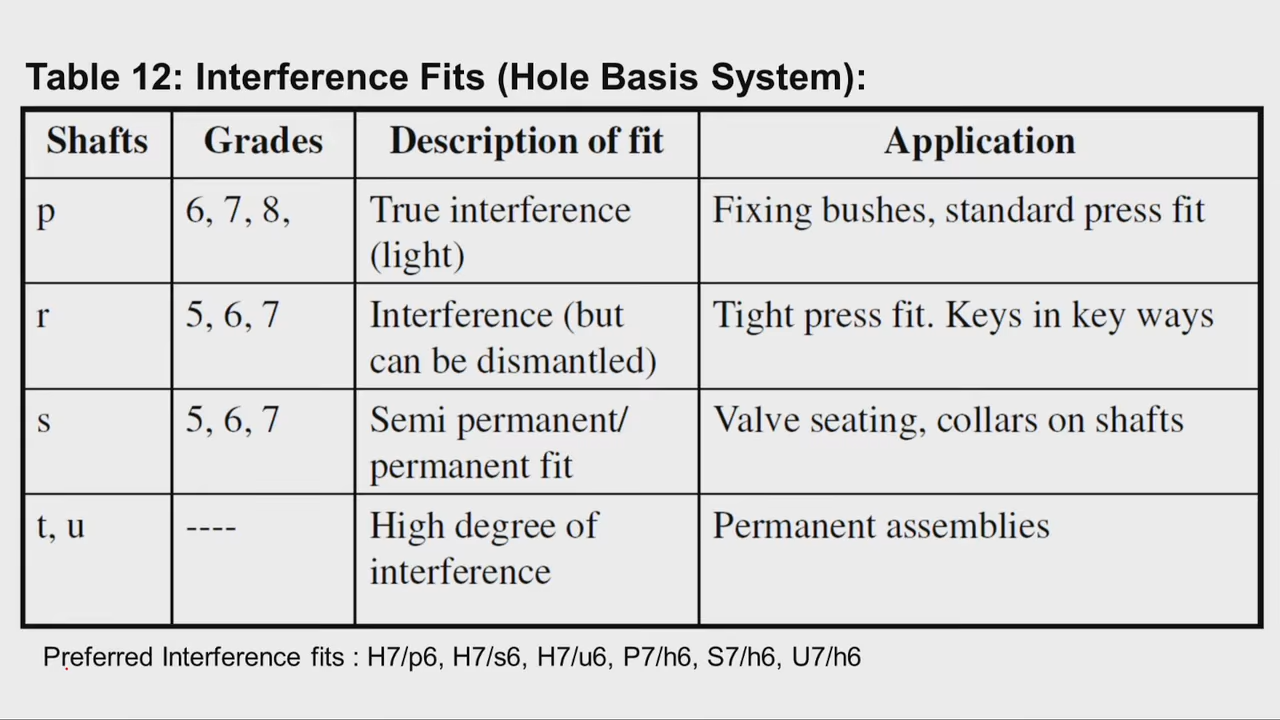 Table 12: Interference Fits (Hole Basis System):
Shafts Grades Description of fit Application
p 6, 7, 8, True interference Fixing bushes, standard press fit
(light)
r 5, 6, 7 Interference (but Tight press fit. Keys in key ways
can be dismantled)
s 5, 6, 7 Semi permanent/ Valve seating, collars on shafts
permanent fit
t, u ---- High degree of Permanent assemblies
interference
Preferred Interference fits : H7/p6, H7/s6, H7/u6, P7/h6, S7/h6, U7/h6